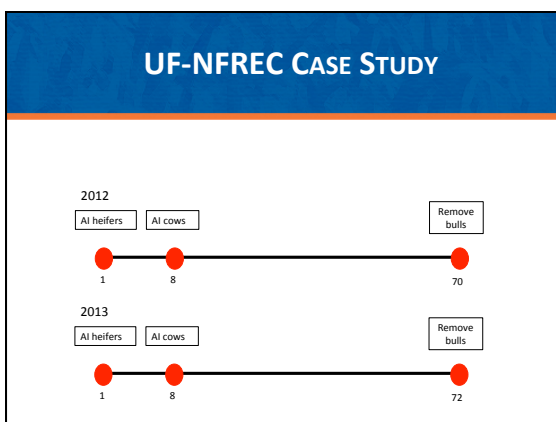 UF-NFREC CASE STUDY
2012
AI heifers AI cows Remove
bulls
1 8 70
2013
AI heifers AI cows Remove
bulls
1 8 72